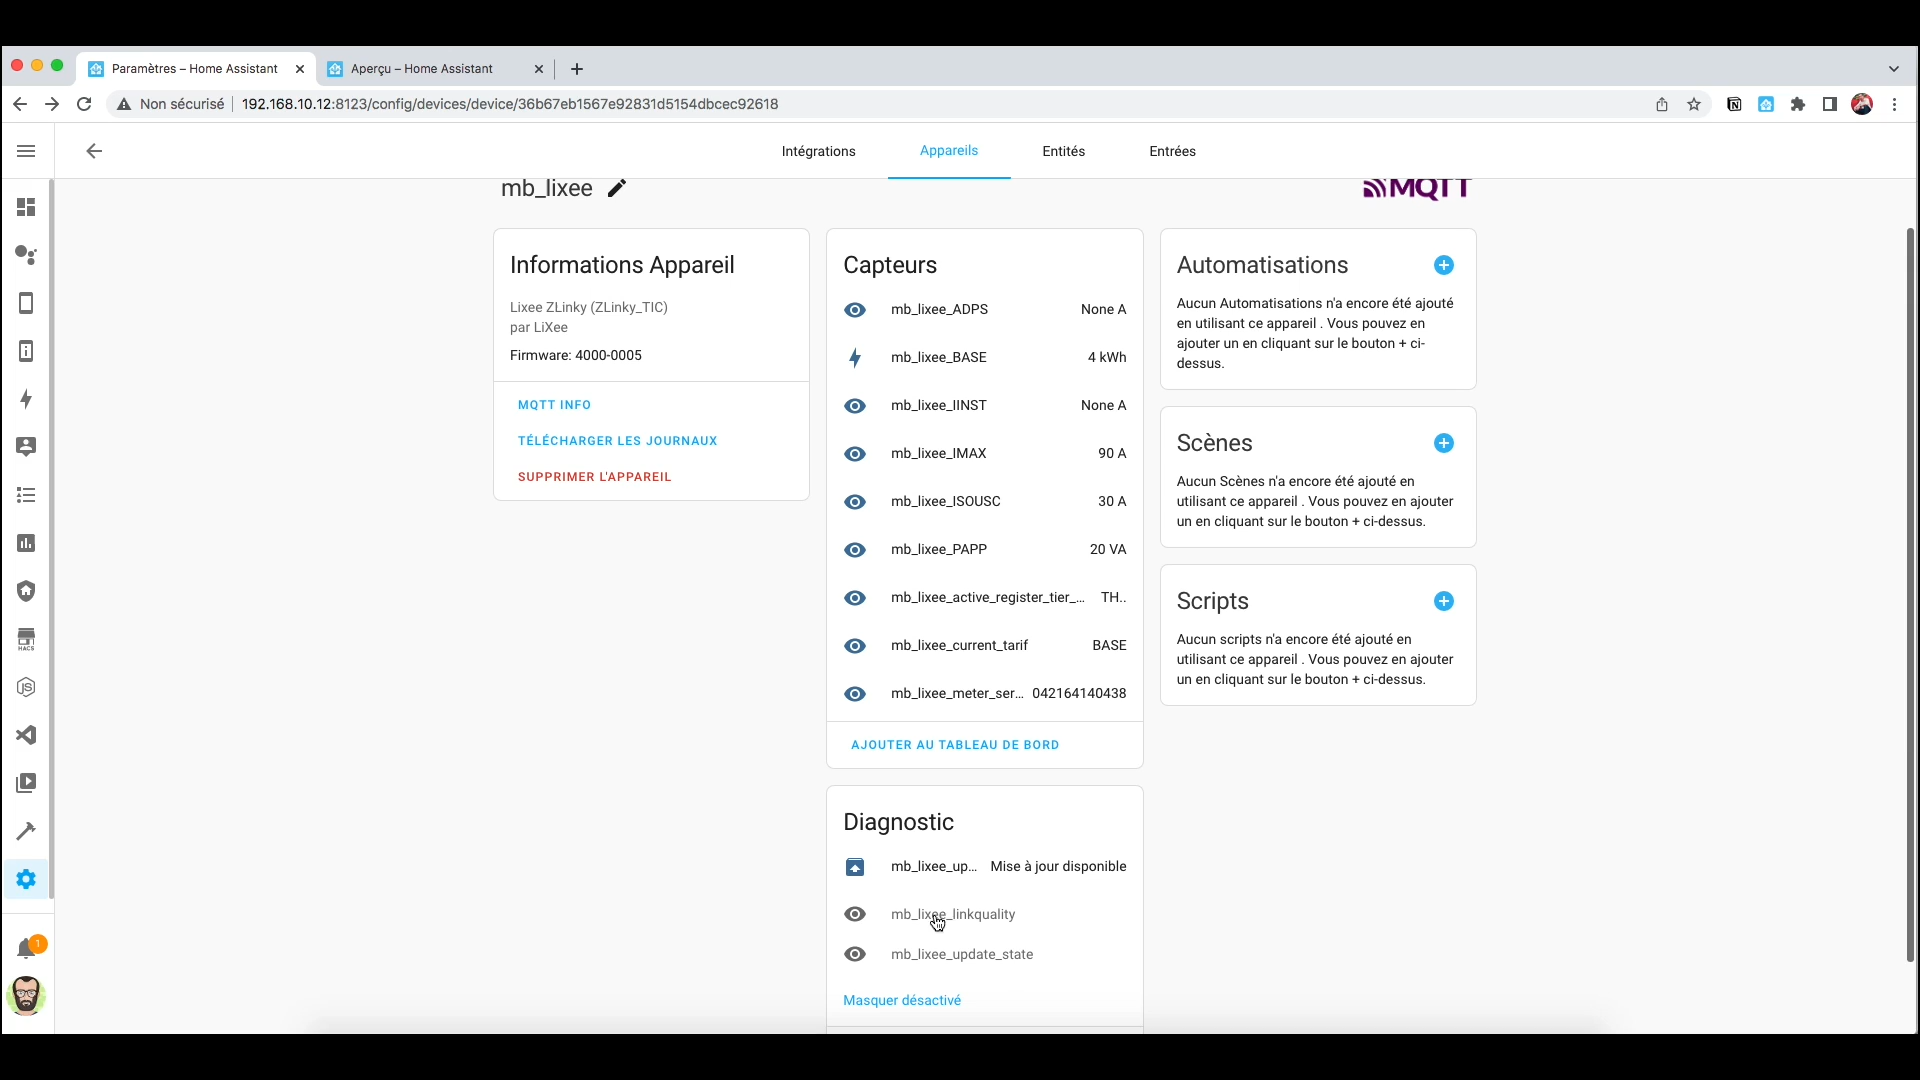 Paramètres – Home Assistant
Aperçu – Home Assistant
Non sécurisé
192.168.10.12:8123/config/devices/device/36b67eb1567e92831d5154dbcec92618
Intégrations
Appareils
Entités
Entrées
mb_lixee
MQTT
Informations Appareil
Lixee ZLinky (ZLinky_TIC)
par LiXee
Firmware: 4000-0005
MQTT INFO
TÉLÉCHARGER LES JOURNAUX
SUPPRIMER L'APPAREIL
Capteurs
mb_lixee_ADPS None A
mb_lixee_BASE 4 kWh
mb_lixee_IINST None A
mb_lixee_IMAX 90 A
mb_lixee_ISOUSC 30 A
mb_lixee_PAPP 20 VA
mb_lixee_active_register_tier_... TH..
mb_lixee_current_tarif BASE
mb_lixee_meter_ser... 042164140438
AJOUTER AU TABLEAU DE BORD
Diagnostic
mb_lixee_up... Mise à jour disponible
mb_lixee_linkquality
mb_lixee_update_state
Masquer désactivé
Automatisations
Aucun Automatisations n'a encore été ajouté
en utilisant ce appareil . Vous pouvez en
ajouter un en cliquant sur le bouton + ci-
dessus.
Scènes
Aucun Scènes n'a encore été ajouté en
utilisant ce appareil . Vous pouvez en ajouter
un en cliquant sur le bouton + ci-dessus.
Scripts
Aucun scripts n'a encore été ajouté en
utilisant ce appareil . Vous pouvez en ajouter
un en cliquant sur le bouton + ci-dessus.
HACS
JS
1